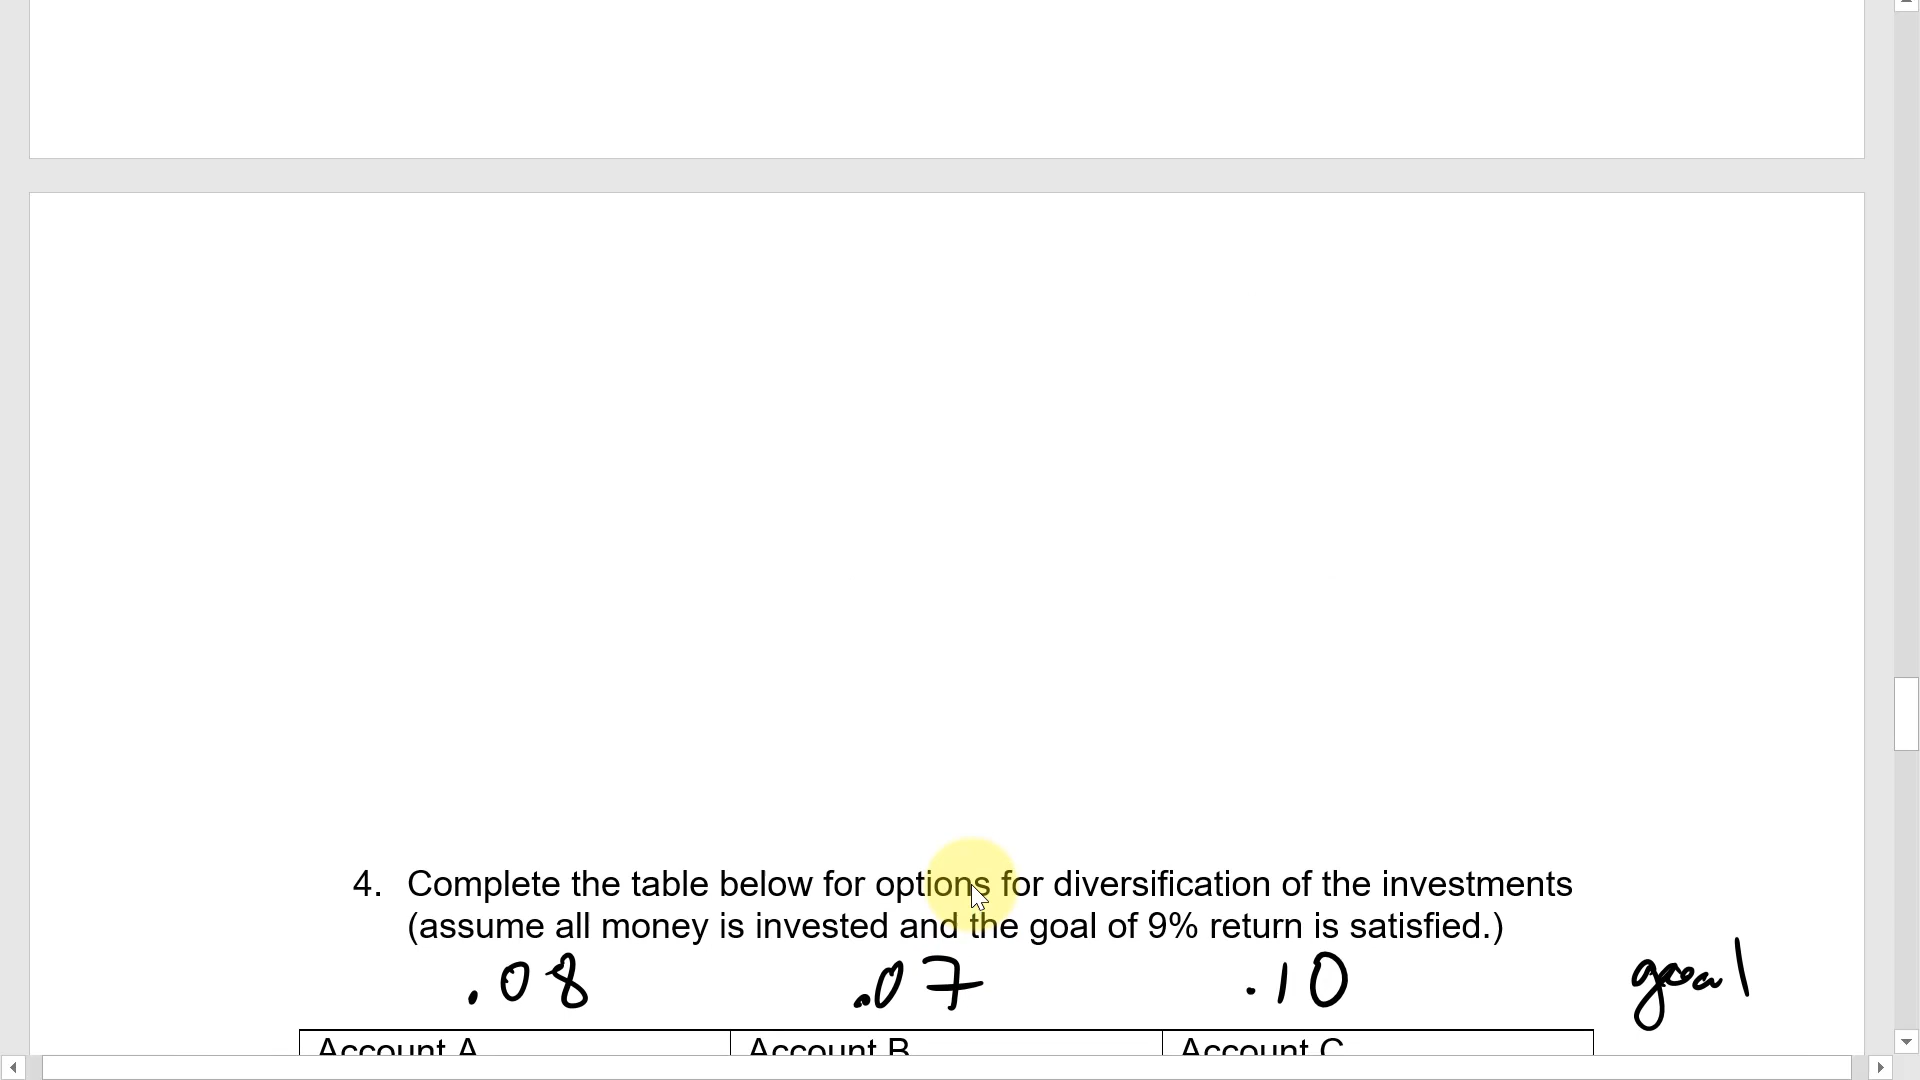 4. Complete the table below for options for diversification of the investments
(assume all money is invested and the goal of 9% return is satisfied.)
.08 .07 .10 goal
Account A Account B Account C